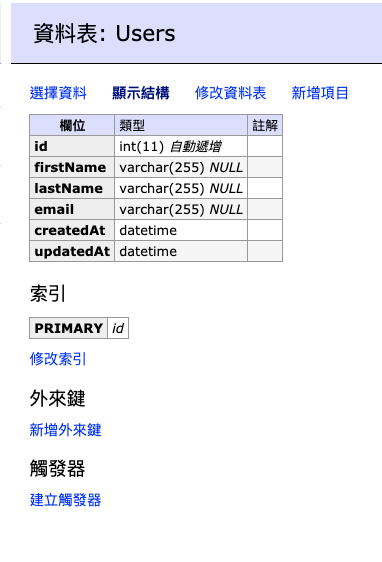 資料表: Users
選擇資料 顯示結構 修改資料表 新增項目
欄位 類型 註解
id int(11) 自動遞增
firstName varchar(255) NULL
lastName varchar(255) NULL
email varchar(255) NULL
createdAt datetime
updatedAt datetime
索引
PRIMARY id
修改索引
外來鍵
新增外來鍵
觸發器
建立觸發器